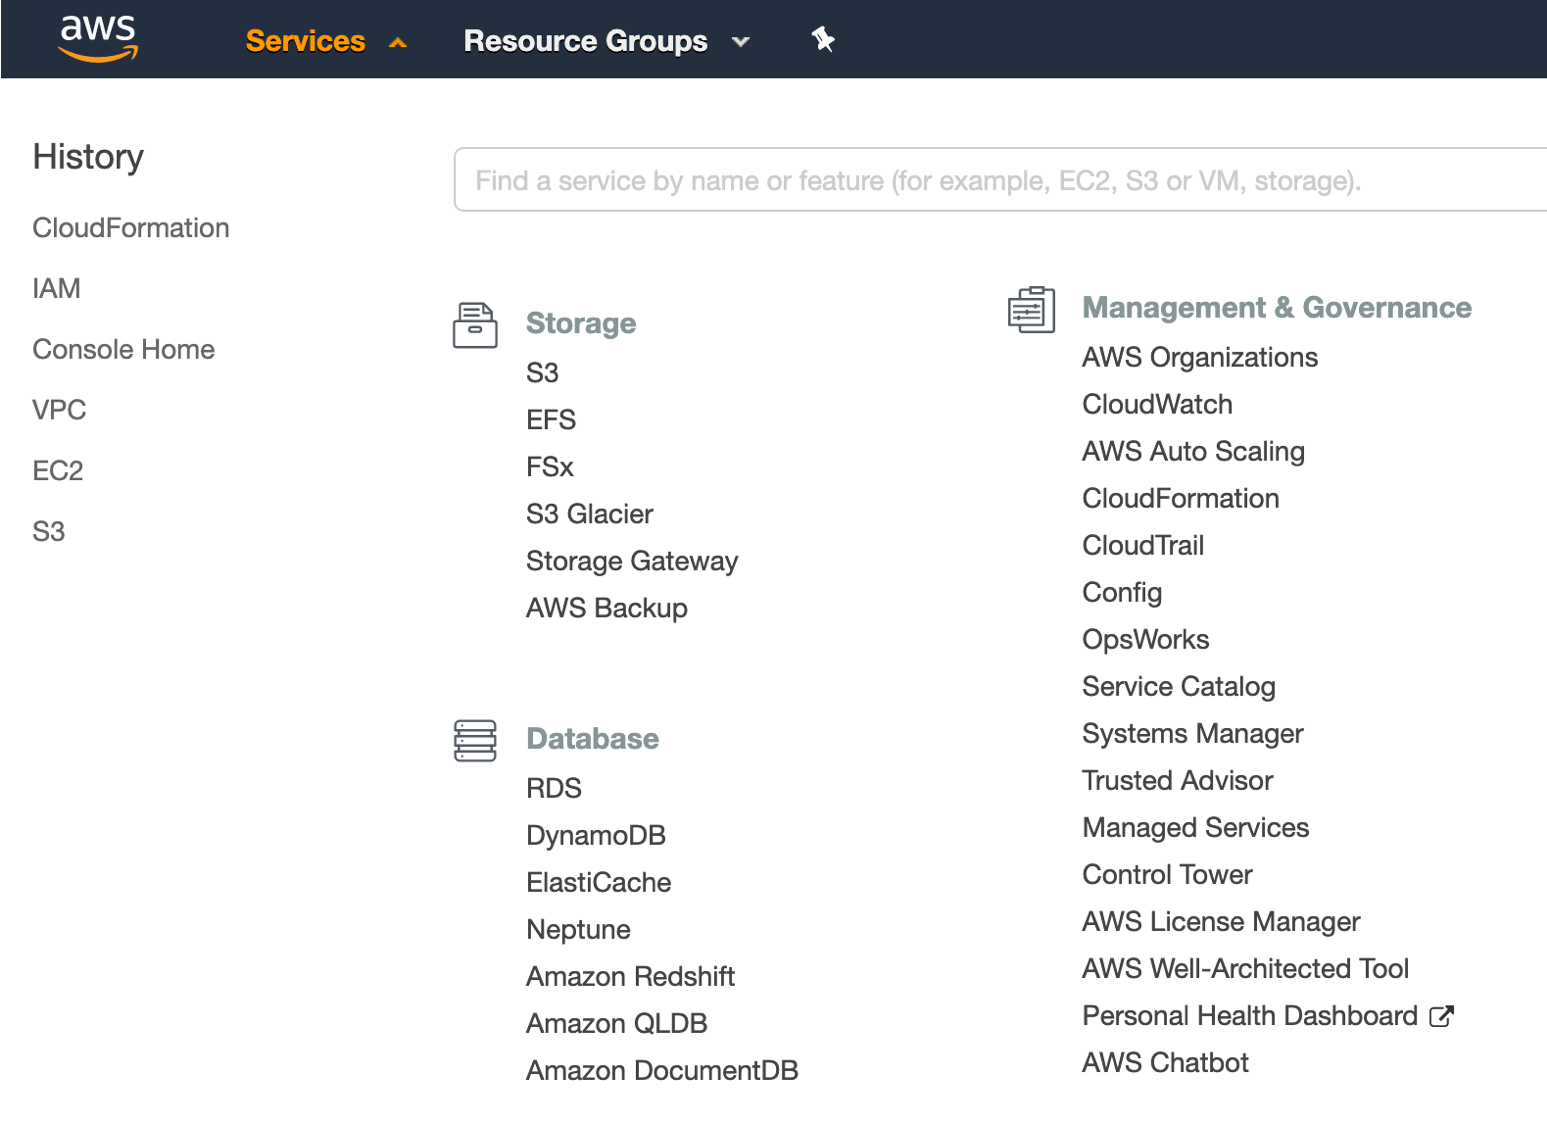 aws
Services
Resource Groups
History
CloudFormation
IAM
Console Home
VPC
EC2
S3
Find a service by name or feature (for example, EC2, S3 or VM, storage).
Storage
S3
EFS
FSx
S3 Glacier
Storage Gateway
AWS Backup
Database
RDS
DynamoDB
ElastiCache
Neptune
Amazon Redshift
Amazon QLDB
Amazon DocumentDB
Management & Governance
AWS Organizations
CloudWatch
AWS Auto Scaling
CloudFormation
CloudTrail
Config
OpsWorks
Service Catalog
Systems Manager
Trusted Advisor
Managed Services
Control Tower
AWS License Manager
AWS Well-Architected Tool
Personal Health Dashboard
AWS Chatbot